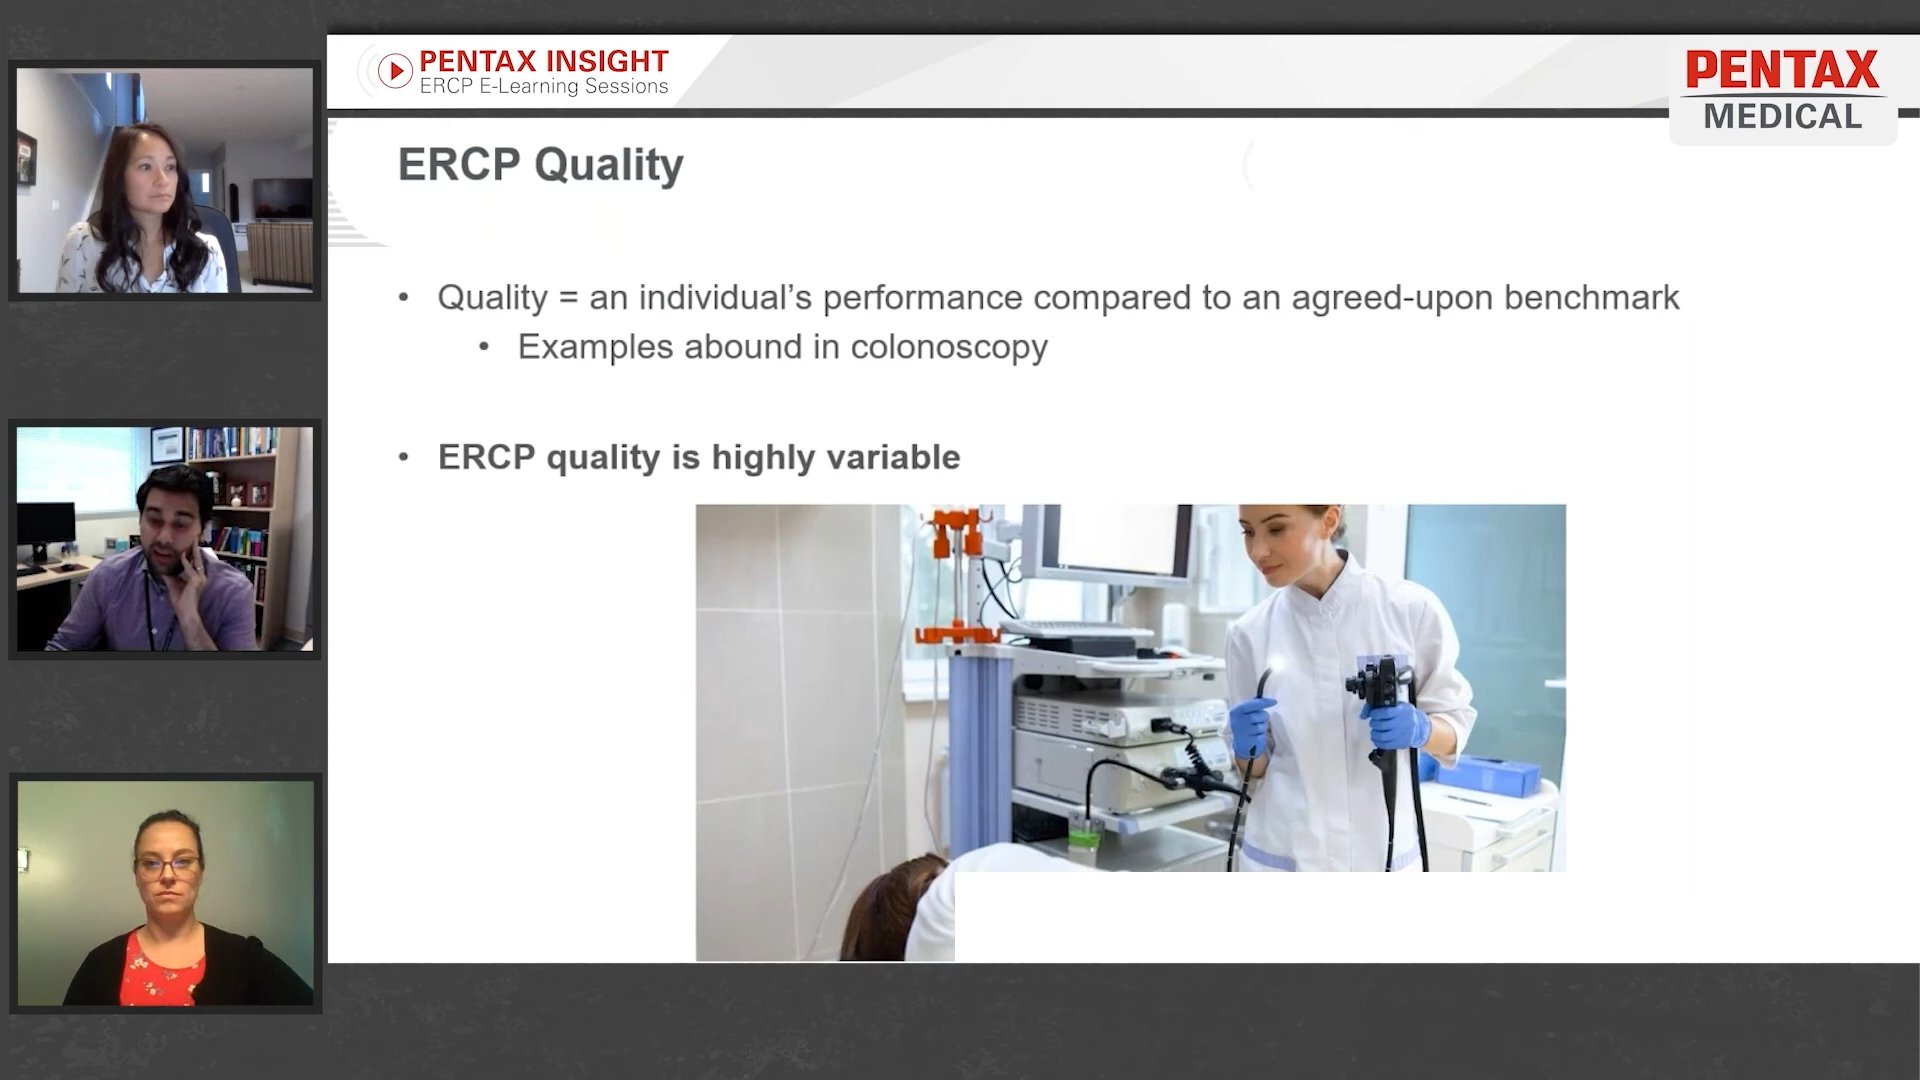 PENTAX INSIGHT
ERCP E-Learning Sessions
PENTAX
MEDICAL
ERCP Quality
• Quality = an individual’s performance compared to an agreed-upon benchmark
• Examples abound in colonoscopy
• ERCP quality is highly variable